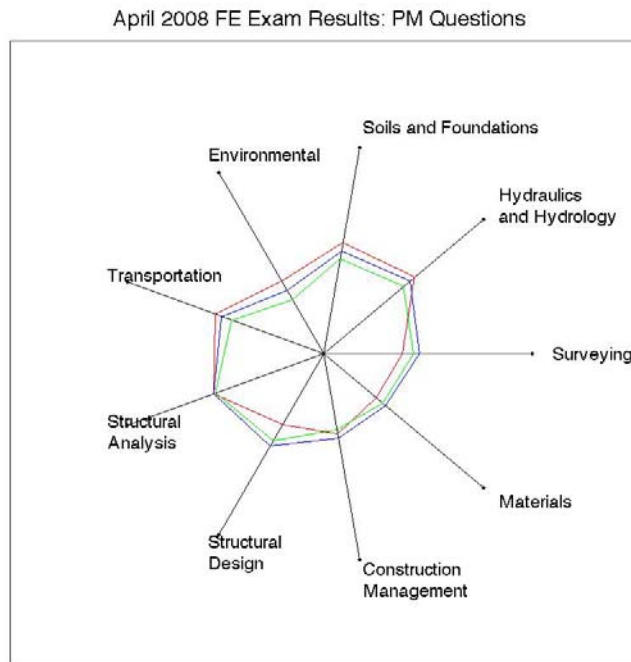 April 2008 FE Exam Results: PM Questions
Soils and Foundations
Environmental
Hydraulics
and Hydrology
Transportation
Surveying
Structural
Analysis
Materials
Structural
Design
Construction
Management